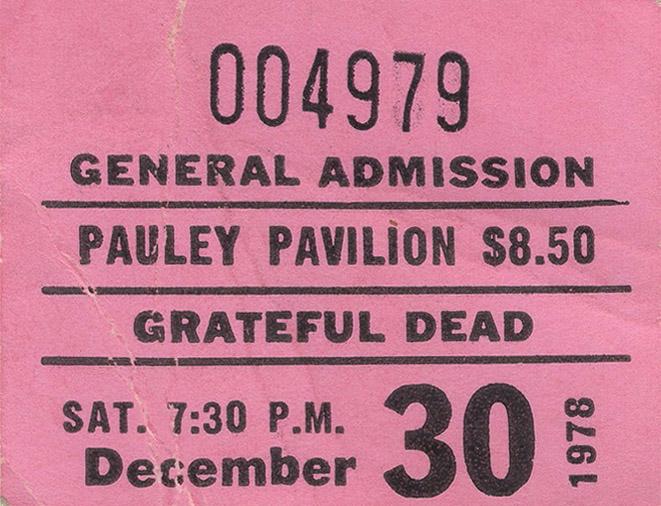 004979
GENERAL ADMISSION
PAULEY PAVILION $8.50
GRATEFUL DEAD
SAT. 7:30 P.M.
December 30 1978